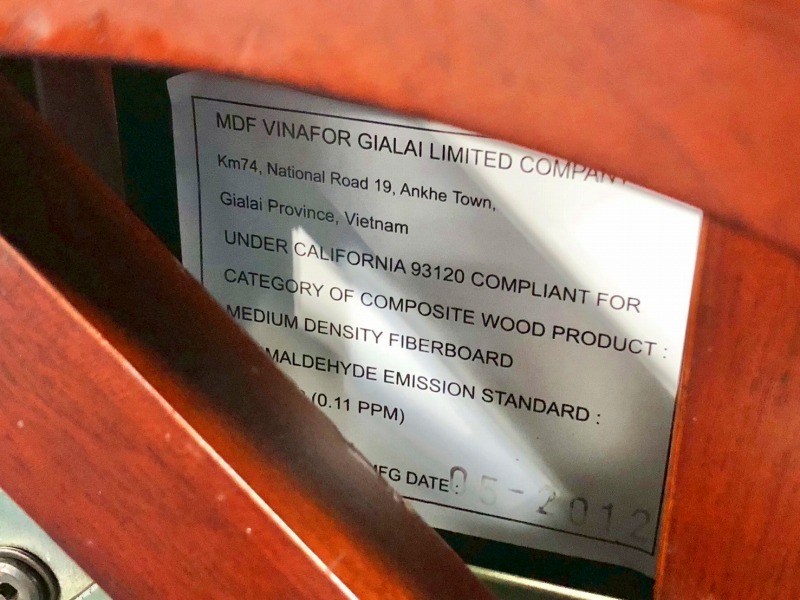 MDF VINAFOR GIALAI LIMITED COMPANY
Km74, National Road 19, Ankhe Town,
Gialai Province, Vietnam
UNDER CALIFORNIA 93120 COMPLIANT FOR
CATEGORY OF COMPOSITE WOOD PRODUCT :
MEDIUM DENSITY FIBERBOARD
MALDEHYDE EMISSION STANDARD :
(0.11 PPM)
MFG DATE : 05-2012